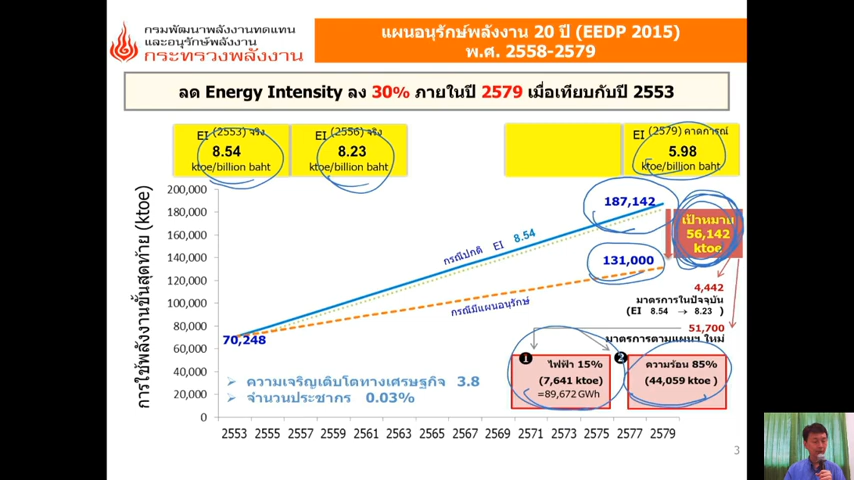 กรมพัฒนาพลังงานทดแทน
และอนุรักษ์พลังงาน
กระทรวงพลังงาน
แผนอนุรักษ์พลังงาน 20 ปี (EEDP 2015)
พ.ศ. 2558-2579
ลด Energy Intensity ลง 30% ภายในปี 2579 เมื่อเทียบกับปี 2553
EI (2553) จริง
8.54
ktoe/billion baht
EI (2556) จริง
8.23
ktoe/billion baht
EI (2579) คาดการณ์
5.98
ktoe/billion baht
การใช้พลังงานขั้นสุดท้าย (ktoe)
200,000
180,000
160,000
140,000
120,000
100,000
80,000
60,000
40,000
20,000
0
70,248
กรณีปกติ EI 8.54
กรณีมีแผนอนุรักษ์
187,142
131,000
เป้าหมาย
56,142
ktoe
4,442
มาตรการในปัจจุบัน
(EI 8.54 → 8.23 )
51,700
มาตรการตามแผนฯ ใหม่
1 ไฟฟ้า 15%
(7,641 ktoe)
=89,672 GWh
2 ความร้อน 85%
(44,059 ktoe )
ความเจริญเติบโตทางเศรษฐกิจ 3.8
จำนวนประชากร 0.03%
2553 2555 2557 2559 2561 2563 2565 2567 2569 2571 2573 2575 2577 2579
3